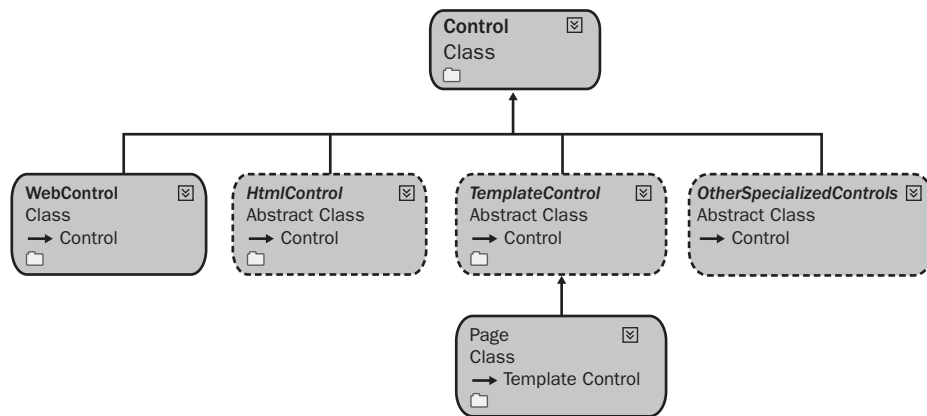 Control
Class
WebControl
Class
Control
HtmlControl
Abstract Class
Control
TemplateControl
Abstract Class
Control
OtherSpecializedControls
Abstract Class
Control
Page
Class
Template Control